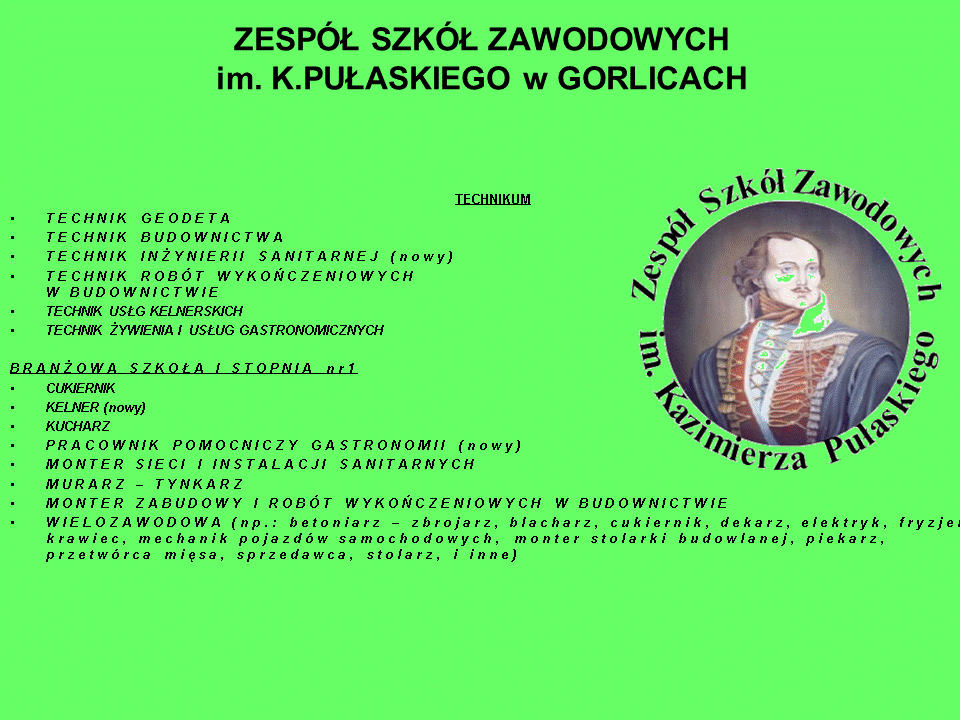 ZESPÓŁ SZKÓŁ ZAWODOWYCH
im. K.PUŁASKIEGO w GORLICACH
TECHNIKUM
• TECHNIK GEODETA
• TECHNIK BUDOWNICTWA
• TECHNIK INŻYNIERII SANITARNEJ (nowy)
• TECHNIK ROBÓT WYKOŃCZENIOWYCH
W BUDOWNICTWIE
• TECHNIK USŁG KELNERSKICH
• TECHNIK ŻYWIENIA I USŁUG GASTRONOMICZNYCH
BRANŻOWA SZKOŁA I STOPNIA nr1
• CUKIERNIK
• KELNER (nowy)
• KUCHARZ
• PRACOWNIK POMOCNICZY GASTRONOMII (nowy)
• MONTER SIECI I INSTALACJI SANITARNYCH
• MURARZ – TYNKARZ
• MONTER ZABUDOWY I ROBÓT WYKOŃCZENIOWYCH W BUDOWNICTWIE
• WIELOZAWODOWA (np.: betoniarz – zbrojarz, blacharz, cukiernik, dekarz, elektryk, fryzjer
krawiec, mechanik pojazdów samochodowych, monter stolarki budowlanej, piekarz,
przetwórca mięsa, sprzedawca, stolarz, i inne)
Zespół Szkół Zawodowych
im. Kazimierza Pułaskiego